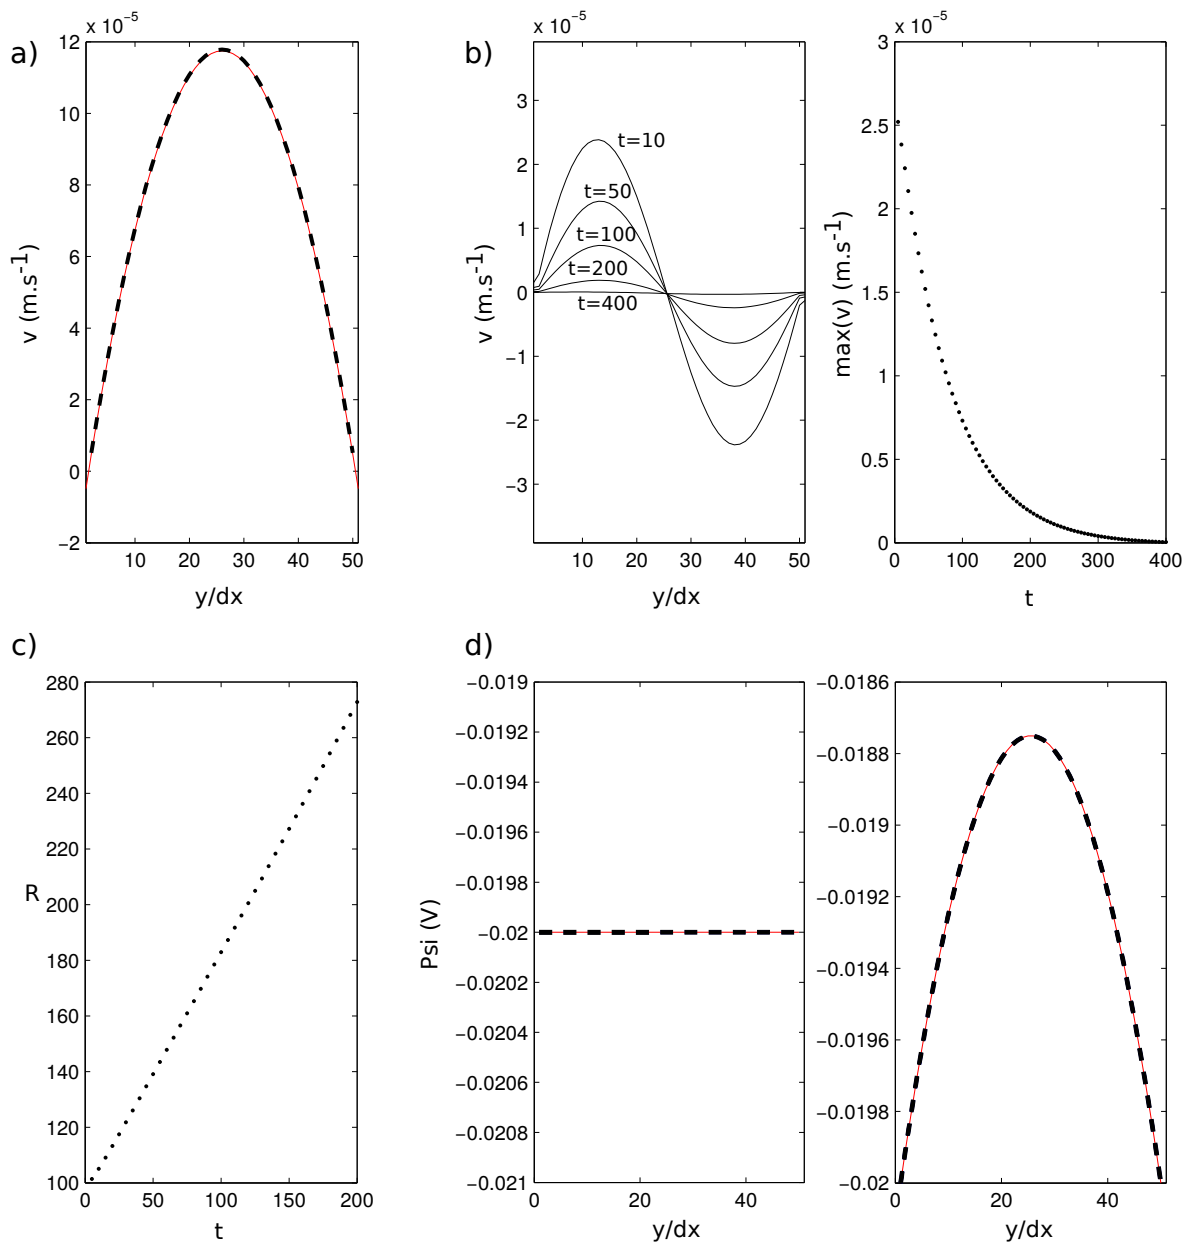 a)
x 10⁻⁵
12
10
8
6
4
2
0
−2
v (m.s⁻¹)
10 20 30 40 50
y/dx
b)
x 10⁻⁵
3
2
1
0
−1
−2
−3
v (m.s⁻¹)
t=10
t=50
t=100
t=200
t=400
10 20 30 40 50
y/dx
x 10⁻⁵
3
2.5
2
1.5
1
0.5
0
max(v) (m.s⁻¹)
0 100 200 300 400
t
c)
280
260
240
220
200
180
160
140
120
100
R
0 50 100 150 200
t
d)
−0.019
−0.0192
−0.0194
−0.0196
−0.0198
−0.02
−0.0202
−0.0204
−0.0206
−0.0208
−0.021
Psi (V)
0 20 40
y/dx
−0.0186
−0.0188
−0.019
−0.0192
−0.0194
−0.0196
−0.0198
−0.02
0 20 40
y/dx